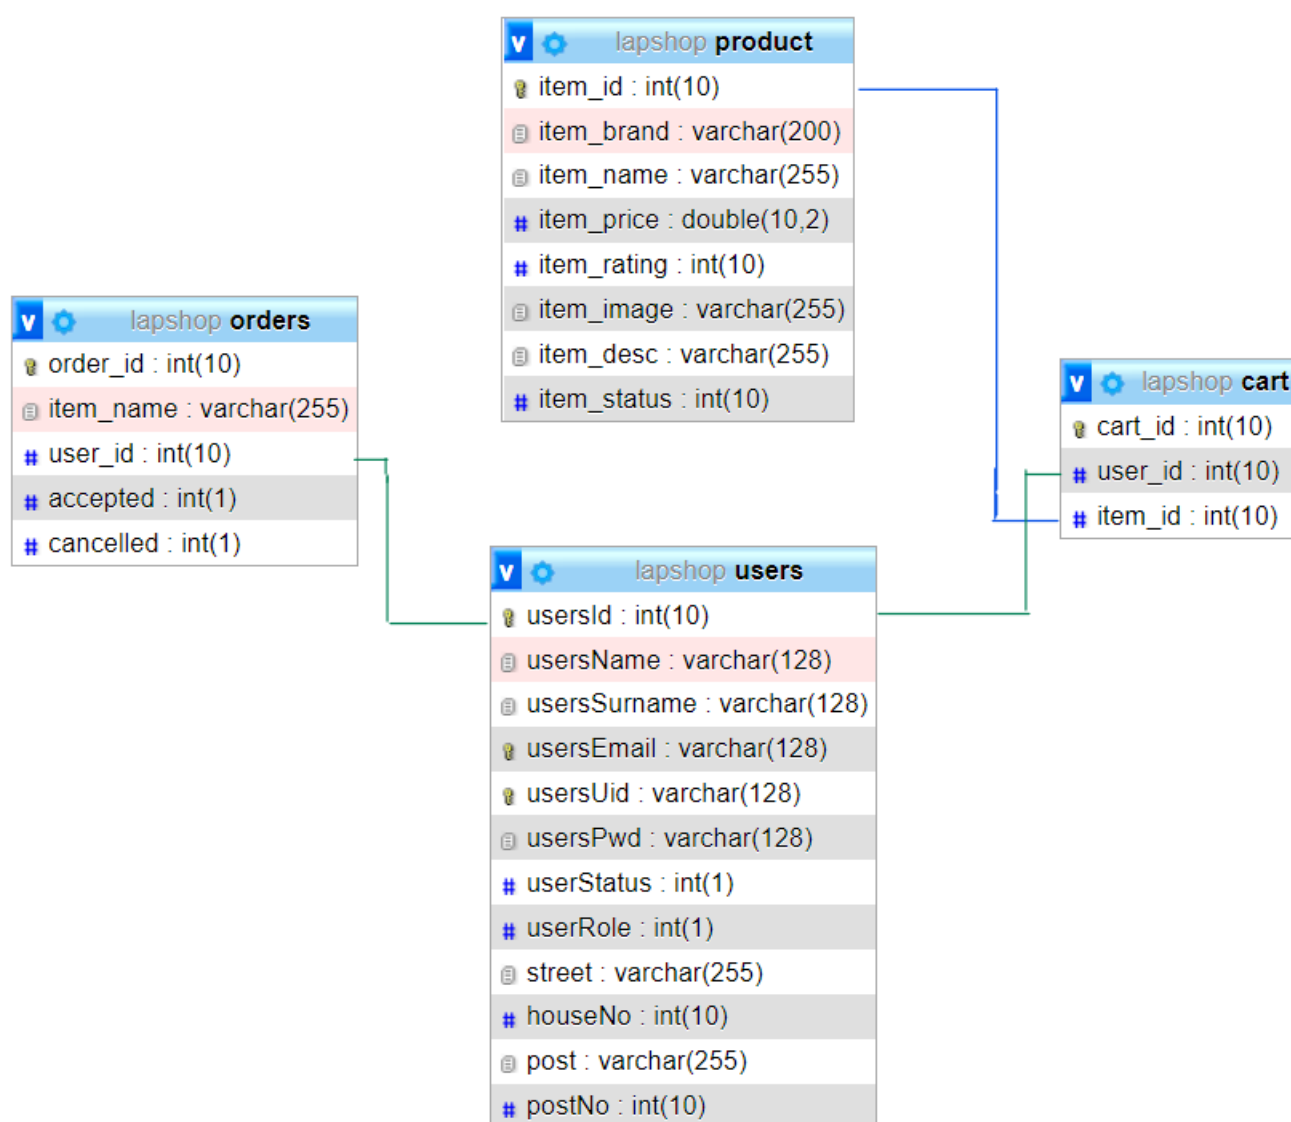 v lapshop product
item_id : int(10)
item_brand : varchar(200)
item_name : varchar(255)
# item_price : double(10,2)
# item_rating : int(10)
item_image : varchar(255)
item_desc : varchar(255)
# item_status : int(10)
v lapshop orders
order_id : int(10)
item_name : varchar(255)
# user_id : int(10)
# accepted : int(1)
# cancelled : int(1)
v lapshop cart
cart_id : int(10)
# user_id : int(10)
# item_id : int(10)
v lapshop users
usersId : int(10)
usersName : varchar(128)
usersSurname : varchar(128)
usersEmail : varchar(128)
usersUid : varchar(128)
usersPwd : varchar(128)
# userStatus : int(1)
# userRole : int(1)
street : varchar(255)
# houseNo : int(10)
post : varchar(255)
# postNo : int(10)